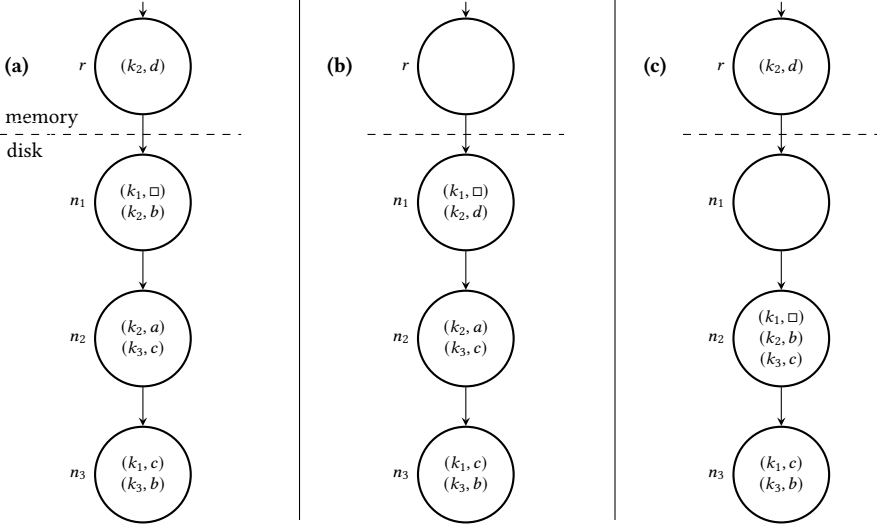 (a)
r
(k₂, d)
memory
disk
n₁
(k₁, □)
(k₂, b)
n₂
(k₂, a)
(k₃, c)
n₃
(k₁, c)
(k₃, b)
(b)
r
n₁
(k₁, □)
(k₂, d)
n₂
(k₂, a)
(k₃, c)
n₃
(k₁, c)
(k₃, b)
(c)
r
(k₂, d)
n₁
n₂
(k₁, □)
(k₂, b)
(k₃, c)
n₃
(k₁, c)
(k₃, b)